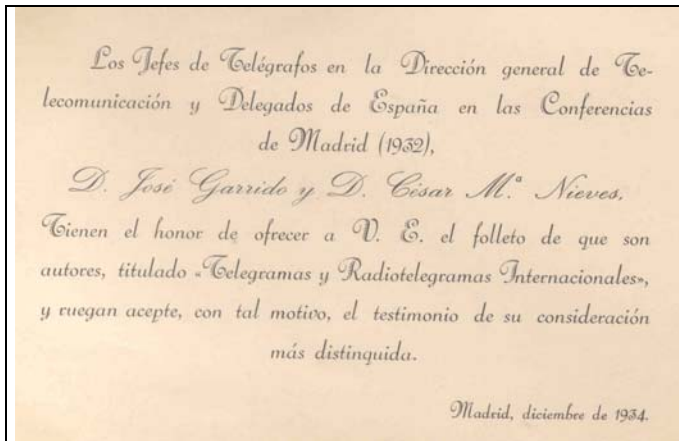 Los Jefes de Telégrafos en la Dirección general de Te-
lecomunicación y Delegados de España en las Conferencias
de Madrid (1932),
D. José Garrido y D. César M.ª Nieves,
Tienen el honor de ofrecer a V. E. el folleto de que son
autores, titulado «Telegramas y Radiotelegramas Internacionales»,
y ruegan acepte, con tal motivo, el testimonio de su consideración
más distinguida.
Madrid, diciembre de 1934.